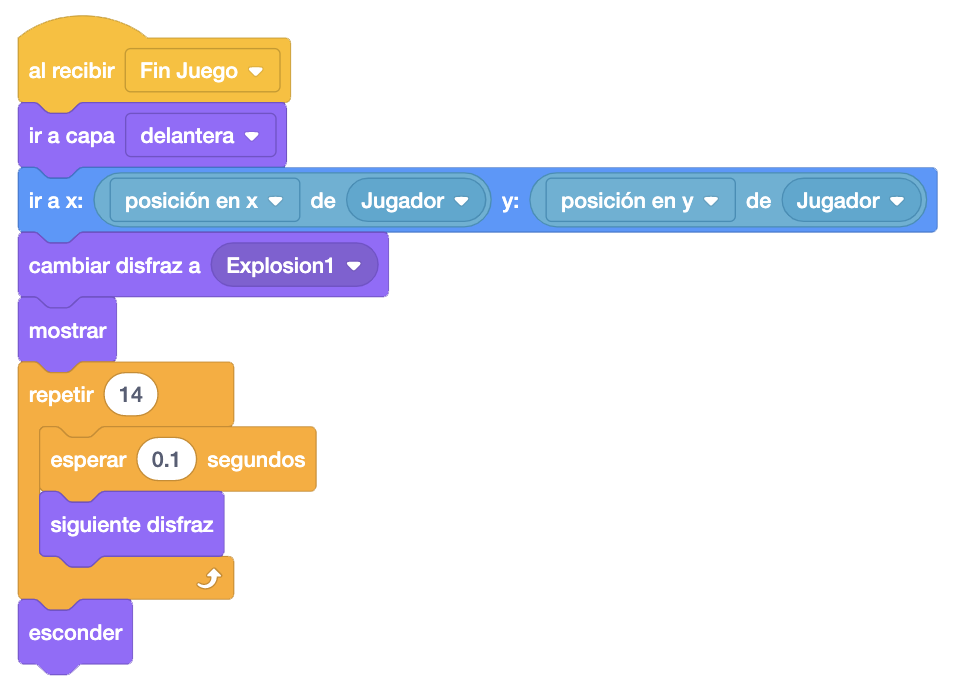 al recibir Fin Juego
ir a capa delantera
ir a x: posición en x de Jugador y: posición en y de Jugador
cambiar disfraz a Explosion1
mostrar
repetir 14
esperar 0.1 segundos
siguiente disfraz
esconder